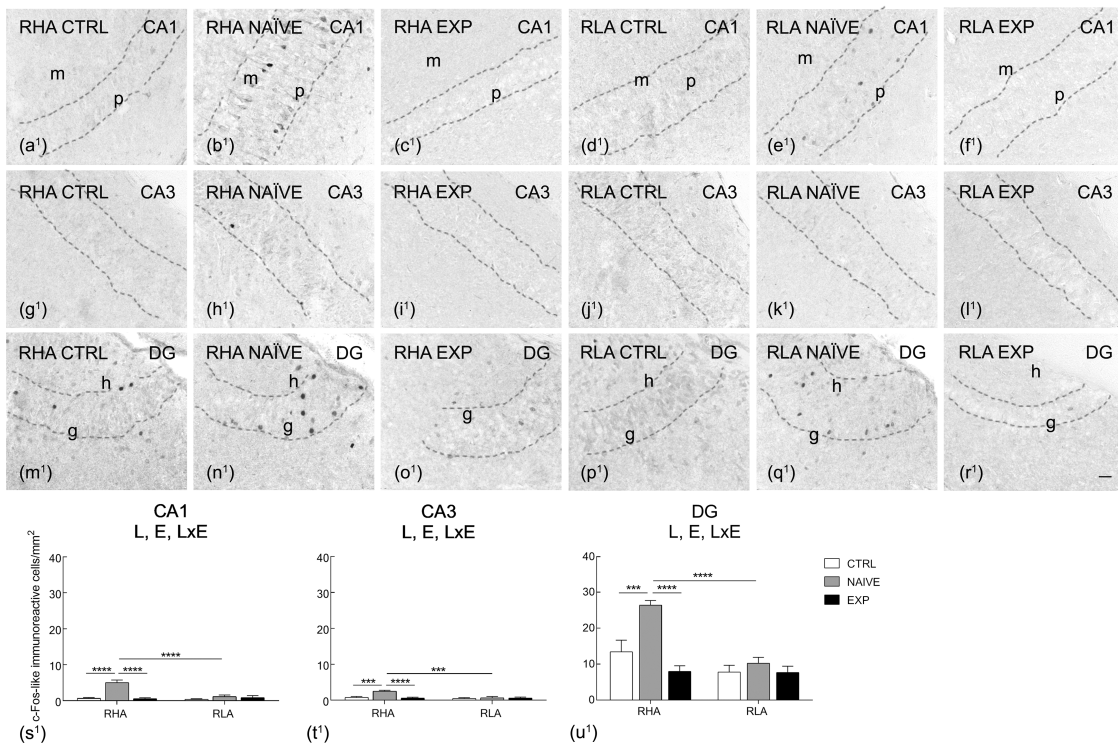 RHA CTRL CA1
m
p
(a¹)
RHA NAÏVE CA1
m
p
(b¹)
RHA EXP CA1
m
p
(c¹)
RLA CTRL CA1
m
p
(d¹)
RLA NAÏVE CA1
m
p
(e¹)
RLA EXP CA1
m
p
(f¹)
RHA CTRL CA3
(g¹)
RHA NAÏVE CA3
(h¹)
RHA EXP CA3
(i¹)
RLA CTRL CA3
(j¹)
RLA NAÏVE CA3
(k¹)
RLA EXP CA3
(l¹)
RHA CTRL DG
h
g
(m¹)
RHA NAÏVE DG
h
g
(n¹)
RHA EXP DG
g
(o¹)
RLA CTRL DG
h
g
(p¹)
RLA NAÏVE DG
h
g
(q¹)
RLA EXP DG
h
g
(r¹)
CA1
L, E, LxE
c-Fos-like immunoreactive cells/mm²
40
30
20
10
0
****
**** ****
RHA RLA
(s¹)
CA3
L, E, LxE
40
30
20
10
0
***
*** ****
RHA RLA
(t¹)
DG
L, E, LxE
40
30
20
10
0
****
*** ****
RHA RLA
(u¹)
CTRL
NAIVE
EXP